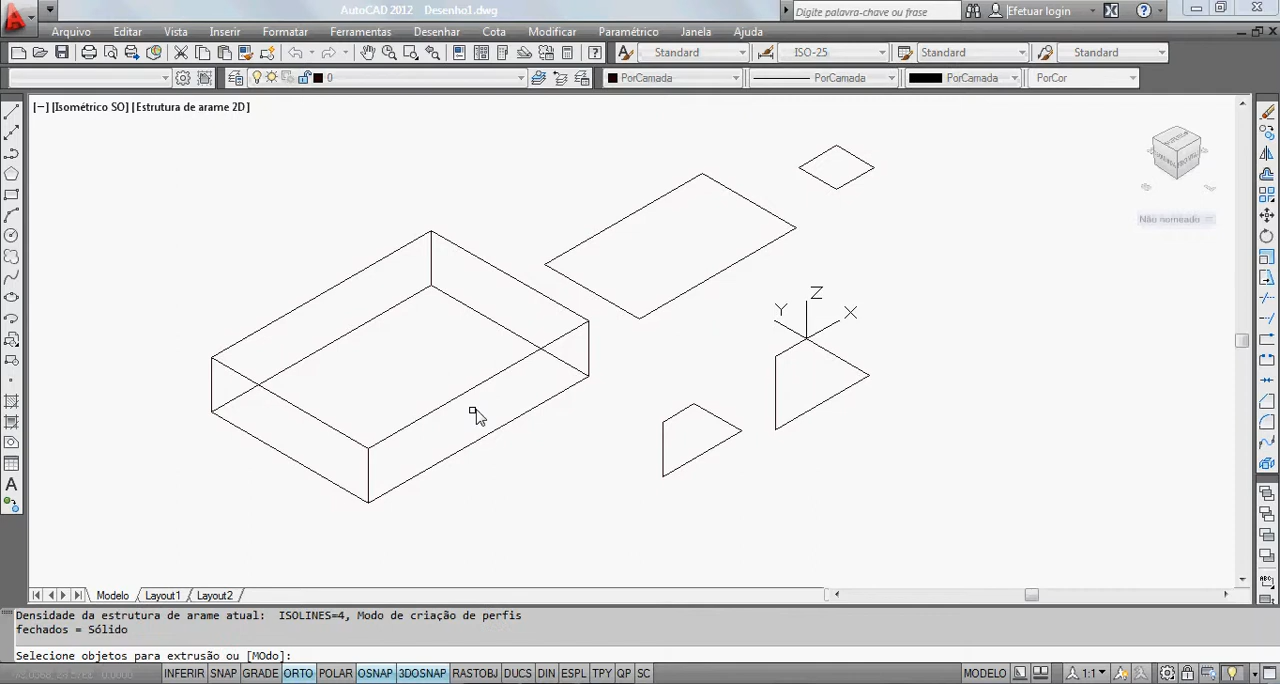 AutoCAD 2012 Desenho1.dwg
Digite palavra-chave ou frase
Efetuar login
Arquivo Editar Vista Inserir Formatar Ferramentas Desenhar Cota Modificar Paramétrico Janela Ajuda
Standard ISO-25 Standard Standard
0 PorCamada PorCamada PorCamada PorCor
[−] [Isométrico SO] [Estrutura de arame 2D]
Não nomeado
Z
Y X
Modelo Layout1 Layout2
Densidade da estrutura de arame atual: ISOLINES=4, Modo de criação de perfis
fechados = Sólido
Selecione objetos para extrusão ou [MOdo]:
INFERIR SNAP GRADE ORTO POLAR OSNAP 3DOSNAP RASTOBJ DUCS DIN ESPL TPY QP SC MODELO 1:1